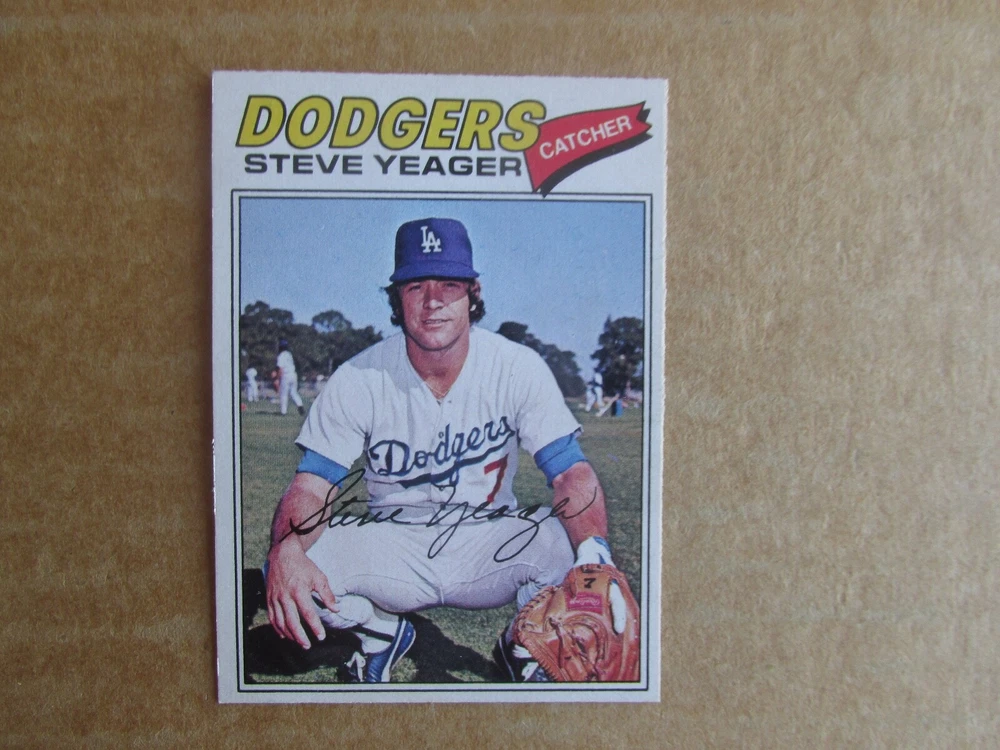 DODGERS
CATCHER
STEVE YEAGER
LA
Dodgers
7
Steve Yeager
7